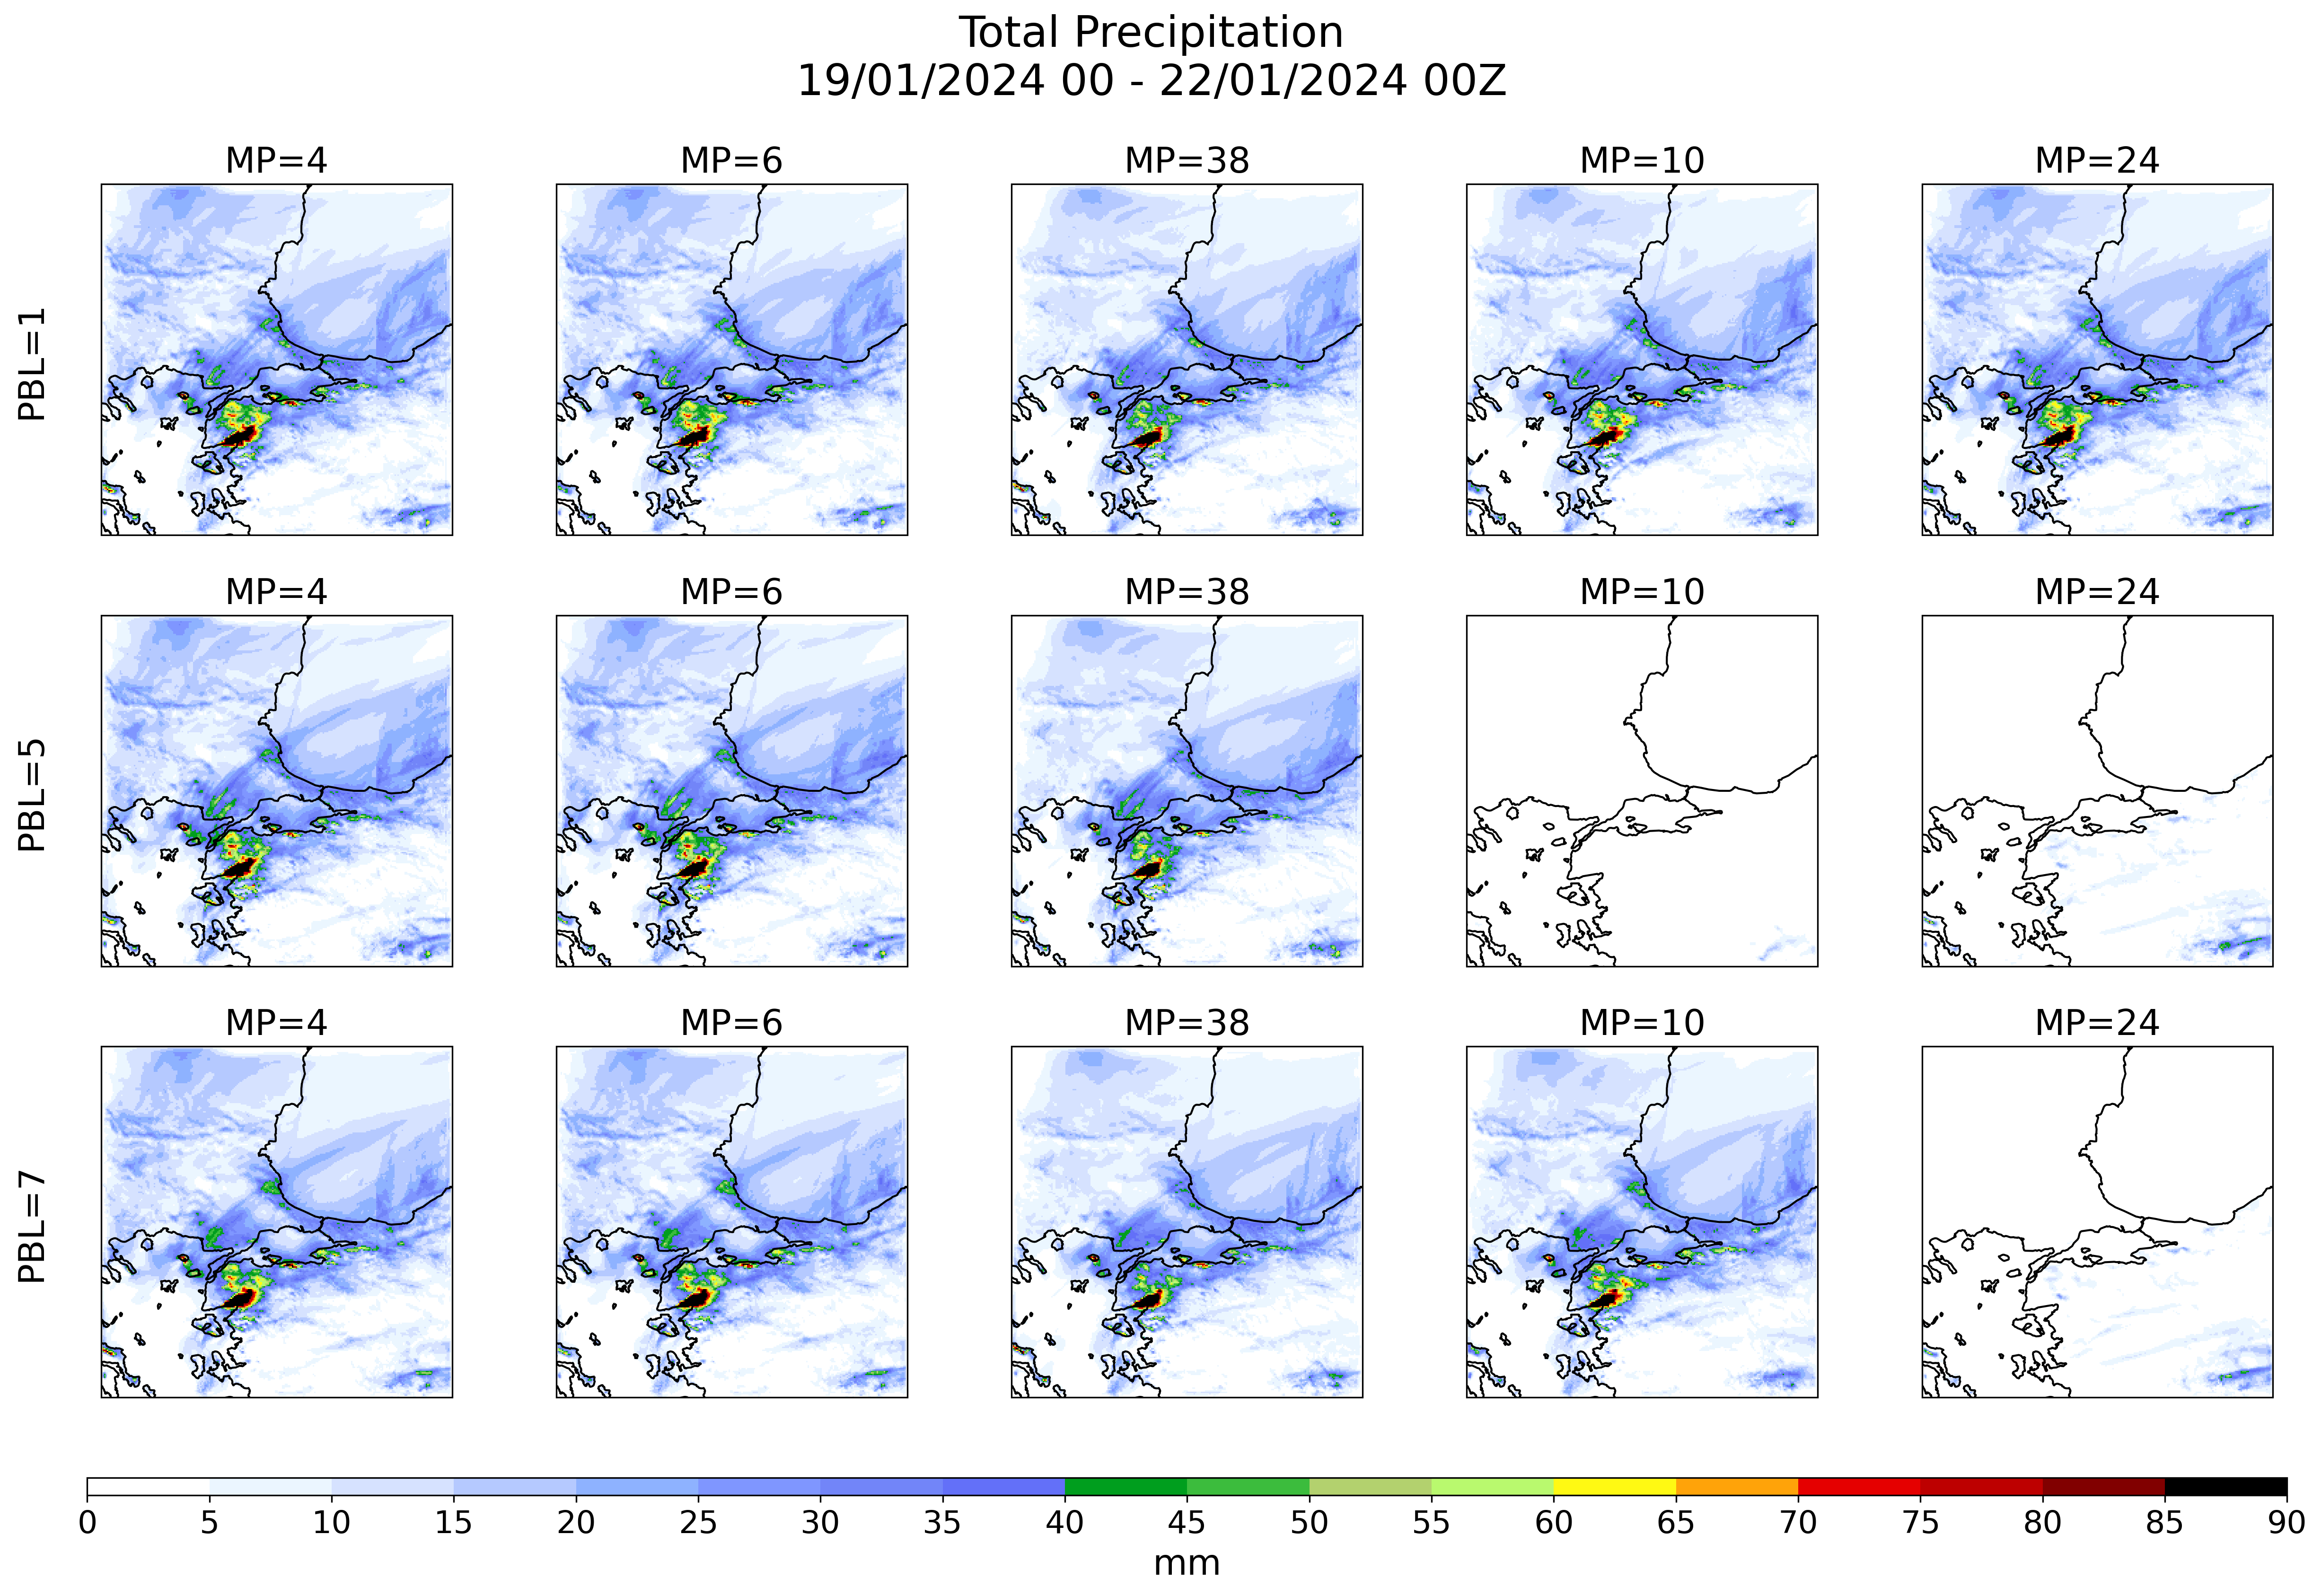 Total Precipitation
19/01/2024 00 - 22/01/2024 00Z
MP=4 MP=6 MP=38 MP=10 MP=24
PBL=1
MP=4 MP=6 MP=38 MP=10 MP=24
PBL=5
MP=4 MP=6 MP=38 MP=10 MP=24
PBL=7
0 5 10 15 20 25 30 35 40 45 50 55 60 65 70 75 80 85 90
mm